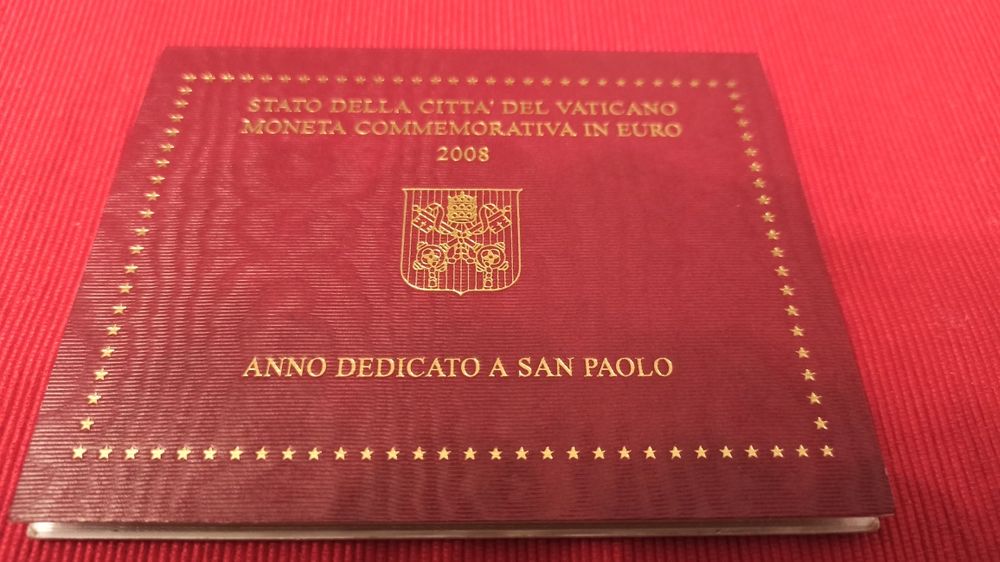 STATO DELLA CITTA' DEL VATICANO
MONETA COMMEMORATIVA IN EURO
2008
ANNO DEDICATO A SAN PAOLO